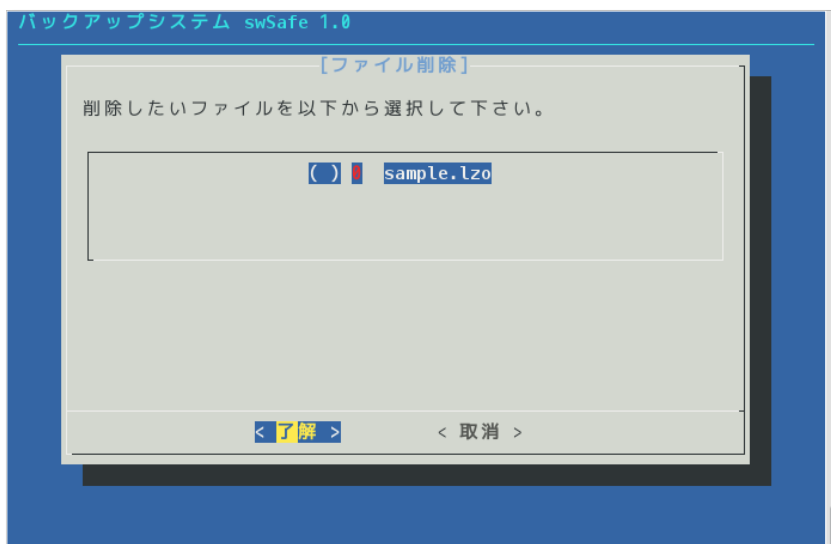 バックアップシステム swSafe 1.0
[ファイル削除]
削除したいファイルを以下から選択して下さい。
( ) 0 sample.lzo
< 了解 > < 取消 >